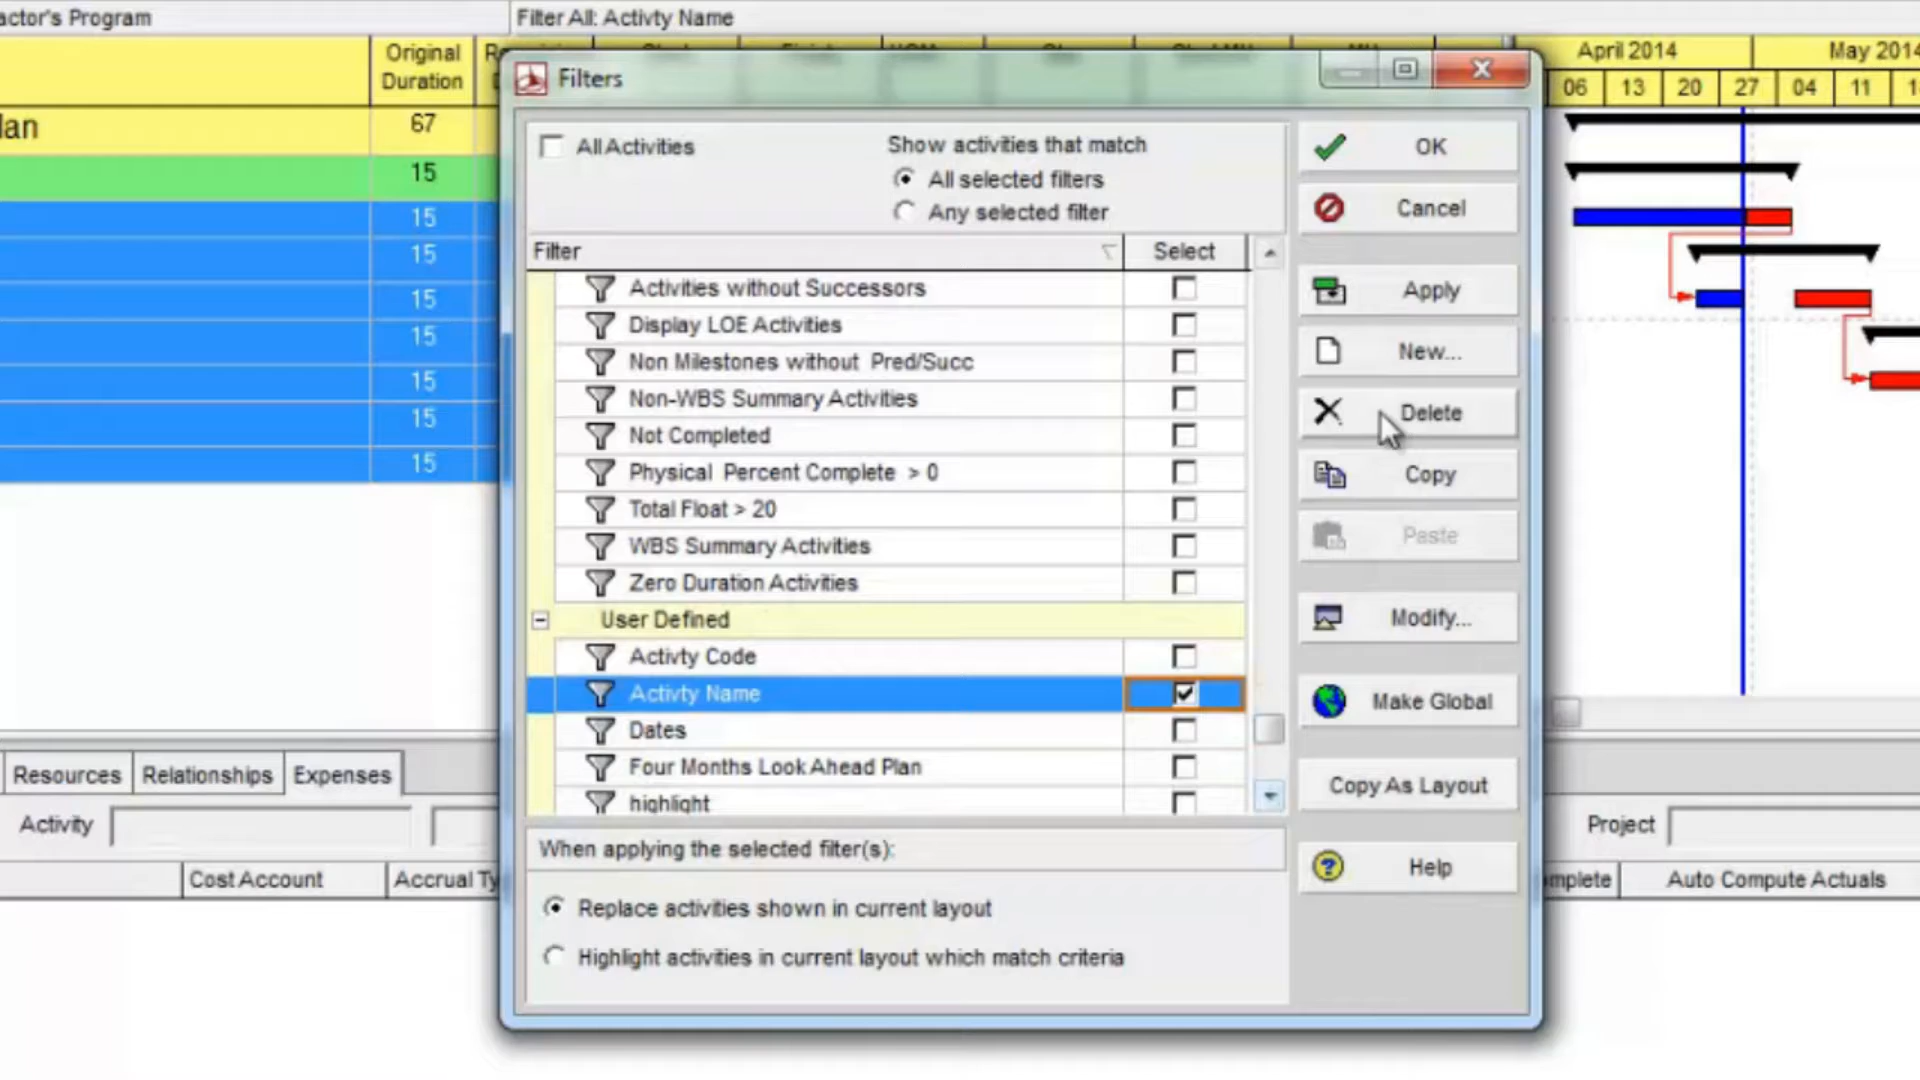 actor's Program
Filter All: Activty Name
Original
Duration
April 2014
May 2014
06 13 20 27 04 11
lan
67
15
15
15
15
15
15
15
15
Filters
All Activities
Show activities that match
All selected filters
Any selected filter
Filter Select
Activities without Successors
Display LOE Activities
Non Milestones without Pred/Succ
Non-WBS Summary Activities
Not Completed
Physical Percent Complete > 0
Total Float > 20
WBS Summary Activities
Zero Duration Activities
User Defined
Activty Code
Activty Name
Dates
Four Months Look Ahead Plan
highlight
When applying the selected filter(s):
Replace activities shown in current layout
Highlight activities in current layout which match criteria
OK
Cancel
Apply
New...
Delete
Copy
Paste
Modify...
Make Global
Copy As Layout
Help
Resources Relationships Expenses
Activity
Project
Cost Account
Accrual Ty
mplete
Auto Compute Actuals